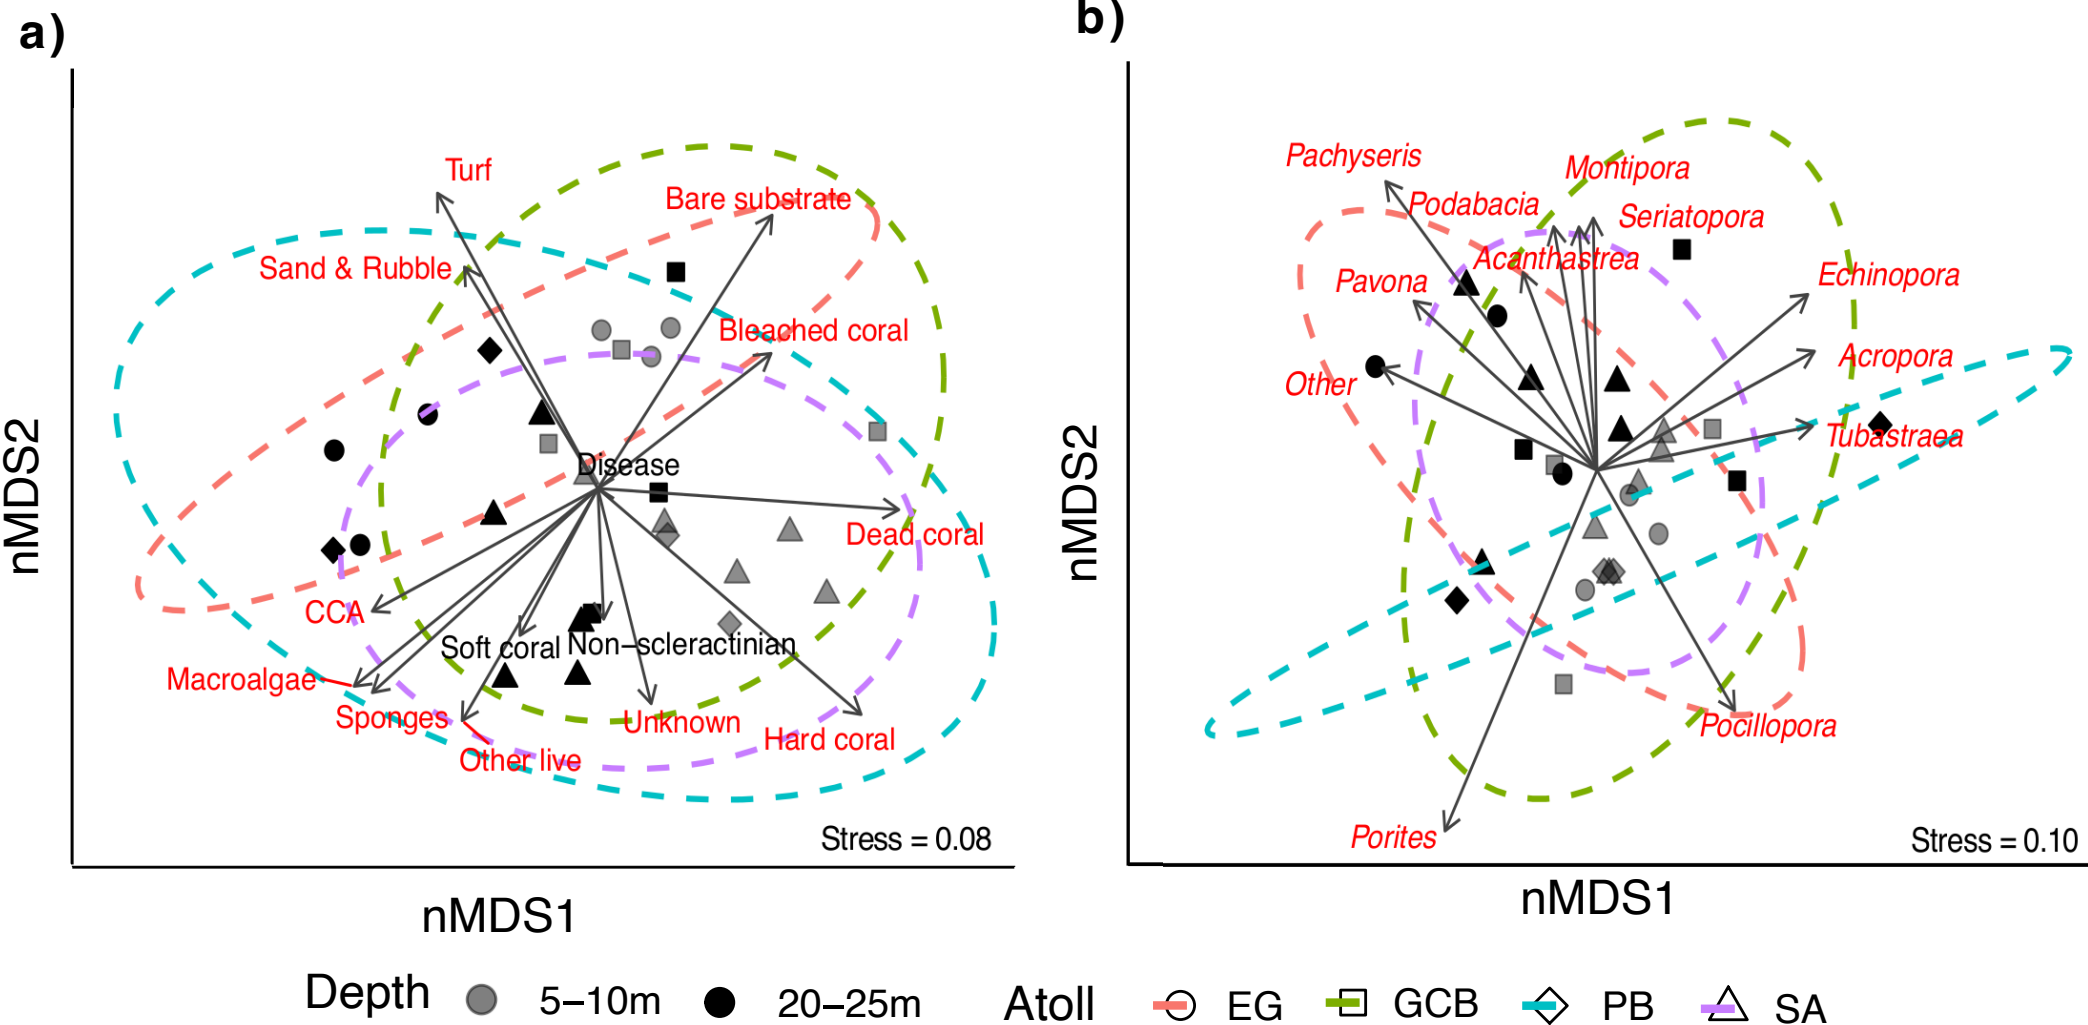 a)
b)
Turf
Bare substrate
Sand & Rubble
Bleached coral
Disease
Dead coral
CCA
Soft coral
Non–scleractinian
Macroalgae
Sponges
Unknown
Hard coral
Other live
Stress = 0.08
nMDS2
nMDS1
Pachyseris
Montipora
Podabacia
Seriatopora
Acanthastrea
Pavona
Echinopora
Acropora
Other
Tubastraea
Pocillopora
Porites
Stress = 0.10
nMDS2
nMDS1
Depth 5–10m 20–25m Atoll EG GCB PB SA